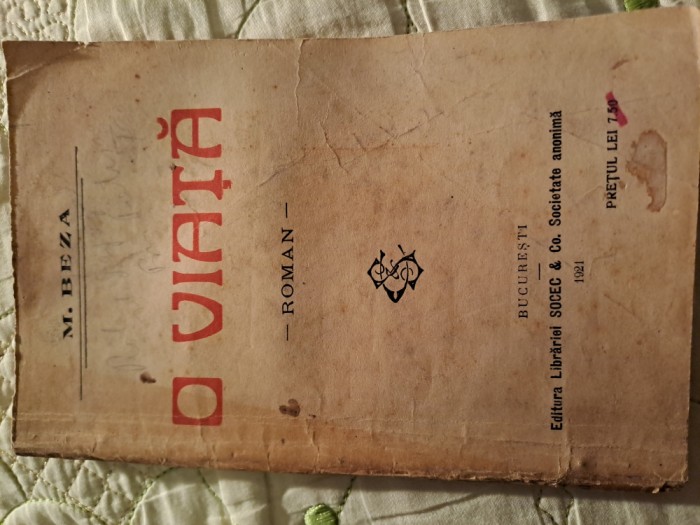 M. BEZA
O VIAȚĂ
— ROMAN —
BUCUREȘTI
Editura Librăriei SOCEC & Co. Societate anonimă
1921
PREȚUL LEI 7.50